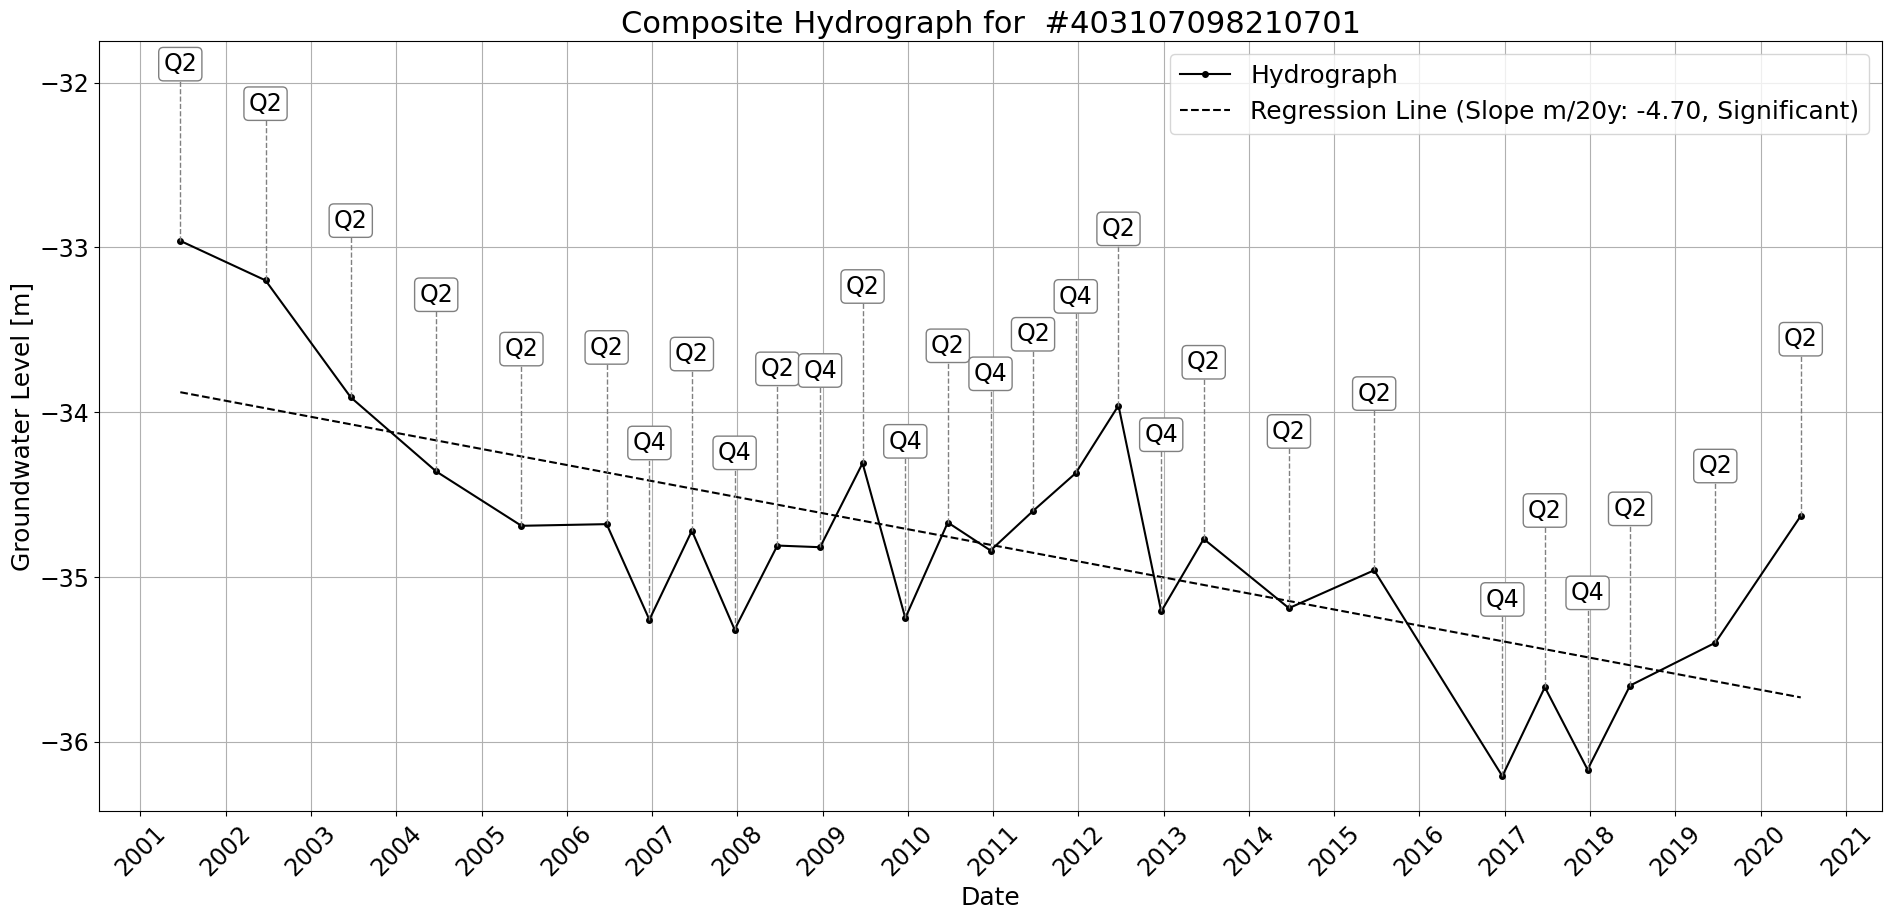 Composite Hydrograph for  #403107098210701
Hydrograph
Regression Line (Slope m/20y: -4.70, Significant)
Groundwater Level [m]
−32
−33
−34
−35
−36
Q2
Q2
Q2
Q2
Q2
Q2
Q4
Q2
Q4
Q2
Q4
Q2
Q4
Q2
Q4
Q2
Q4
Q2
Q4
Q2
Q2
Q2
Q4
Q2
Q4
Q2
Q2
Q2
2001
2002
2003
2004
2005
2006
2007
2008
2009
2010
2011
2012
2013
2014
2015
2016
2017
2018
2019
2020
2021
Date